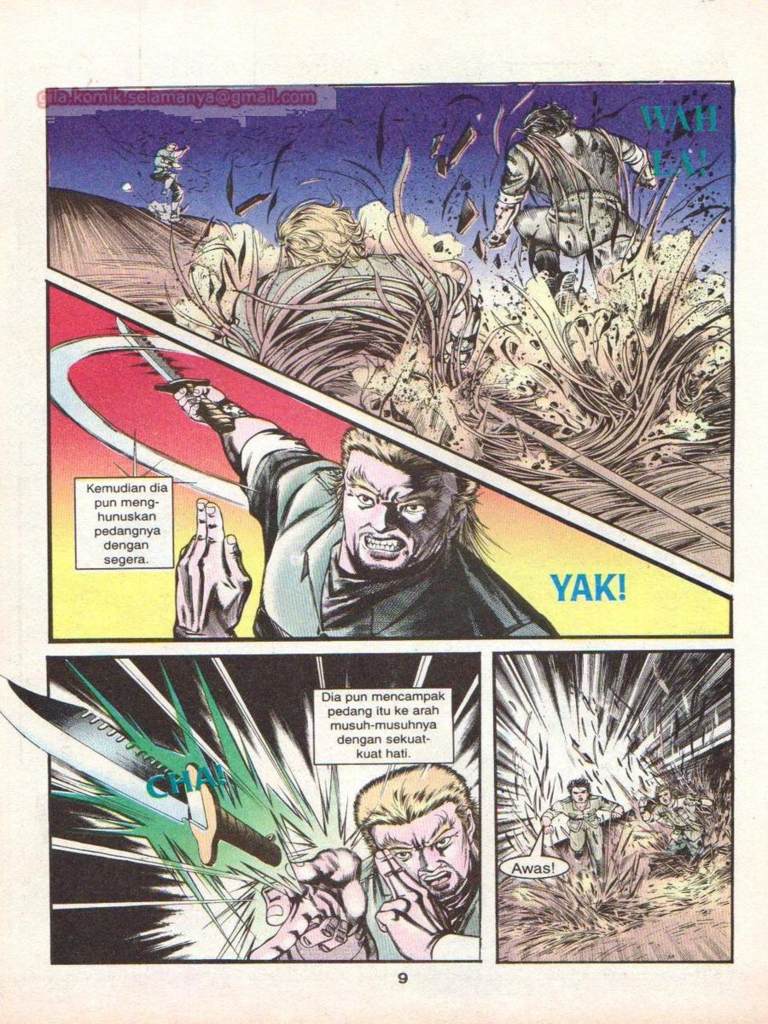 gila.komik.selamanya@gmail.com
WAH
LA!
Kemudian dia
pun meng-
hunuskan
pedangnya
dengan
segera.
YAK!
Dia pun mencampak
pedang itu ke arah
musuh-musuhnya
dengan sekuat-
kuat hati.
CHA!
Awas!
9